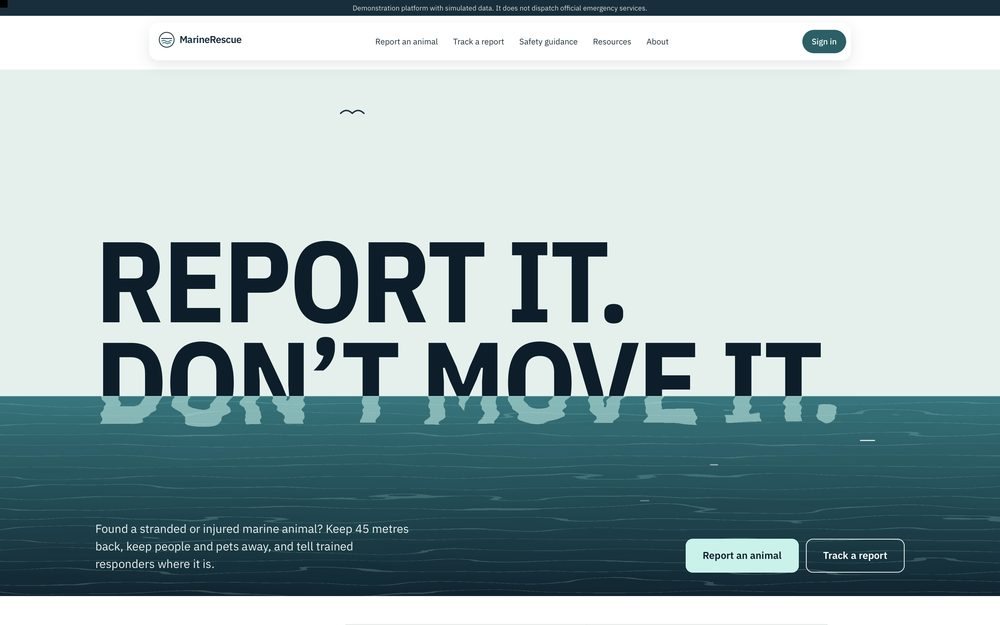 Demonstration platform with simulated data. It does not dispatch official emergency services.
MarineRescue
Report an animal
Track a report
Safety guidance
Resources
About
Sign in
REPORT IT.
DON’T MOVE IT.
Found a stranded or injured marine animal? Keep 45 metres
back, keep people and pets away, and tell trained
responders where it is.
Report an animal
Track a report